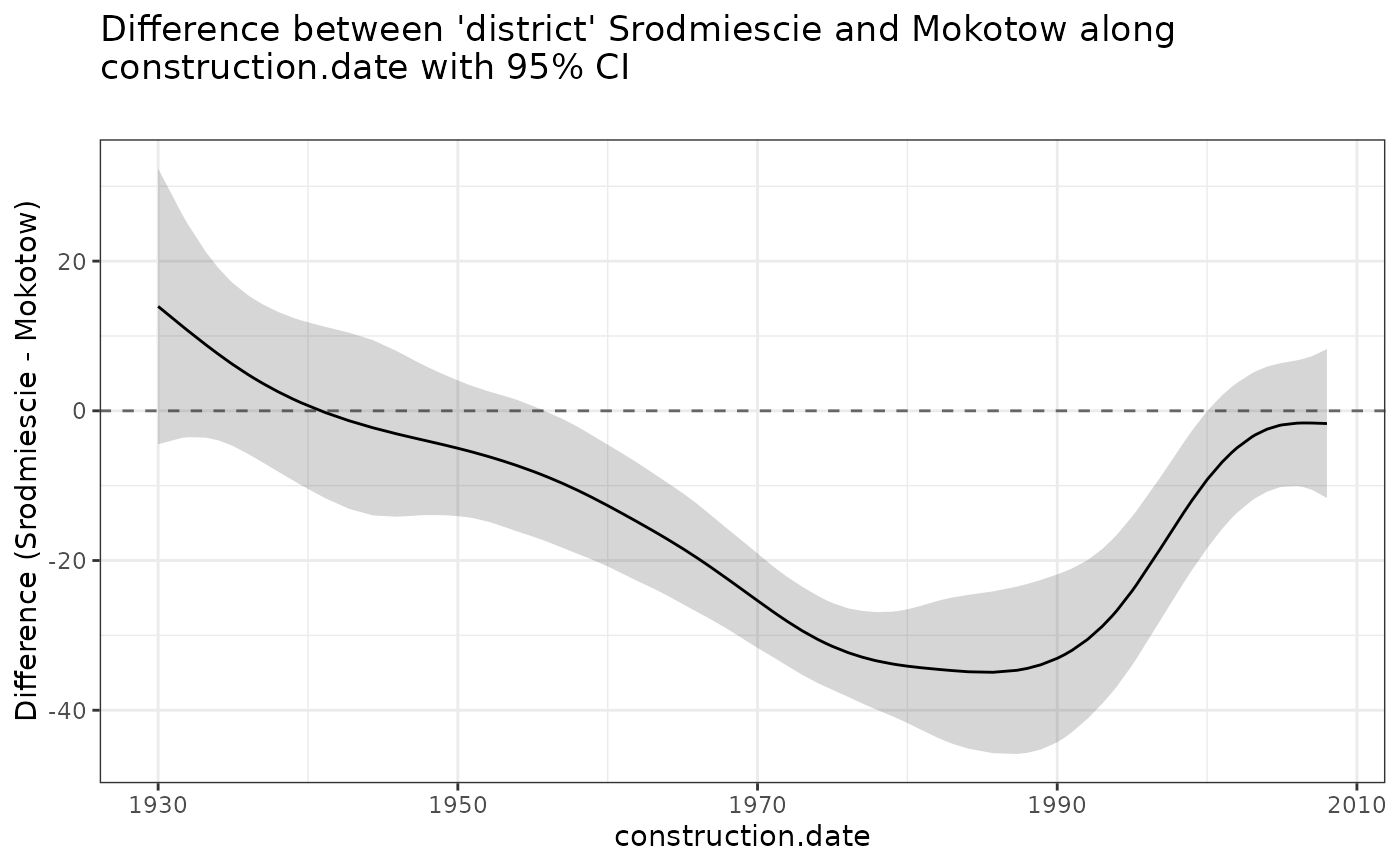 Difference between 'district' Srodmiescie and Mokotow along
construction.date with 95% CI
Difference (Srodmiescie - Mokotow)
20
0
-20
-40
1930
1950
1970
1990
2010
construction.date